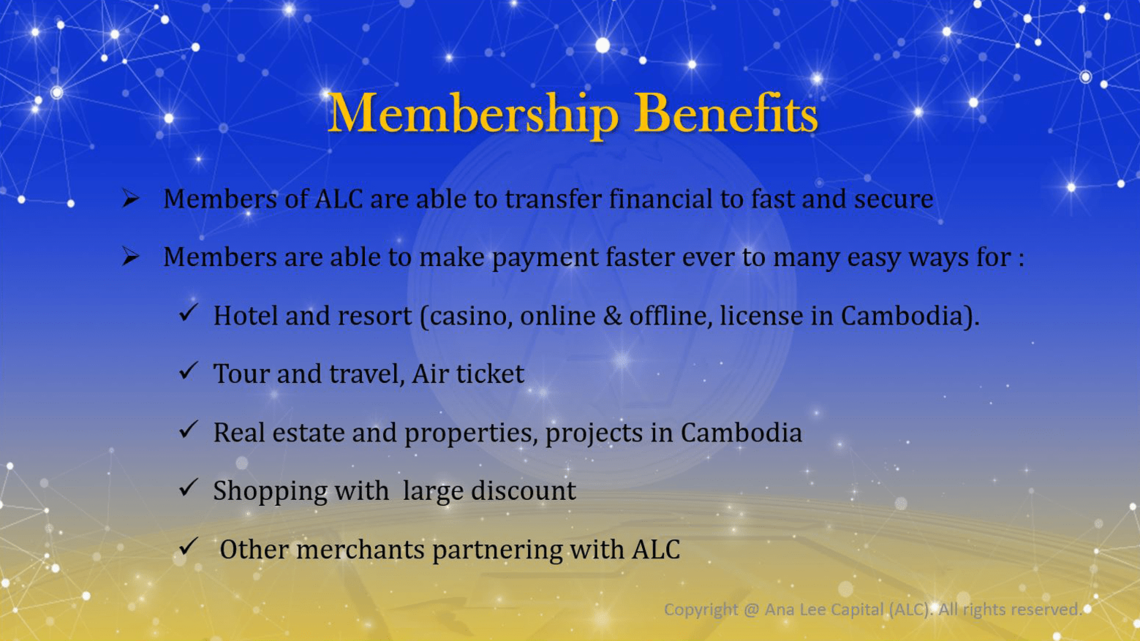 Membership Benefits
➢ Members of ALC are able to transfer financial to fast and secure
➢ Members are able to make payment faster ever to many easy ways for :
✓ Hotel and resort (casino, online & offline, license in Cambodia).
✓ Tour and travel, Air ticket
✓ Real estate and properties, projects in Cambodia
✓ Shopping with  large discount
✓ Other merchants partnering with ALC
Copyright @ Ana Lee Capital (ALC). All rights reserved.